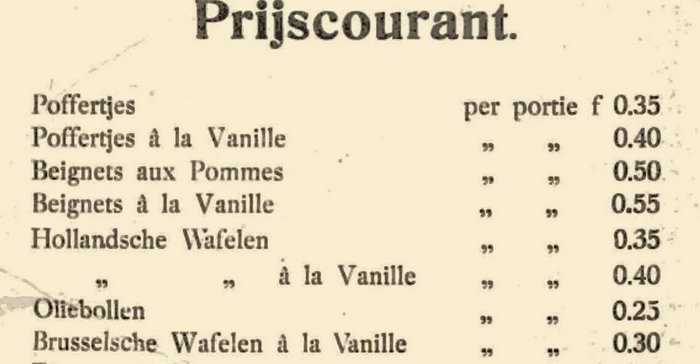 Prijscourant.
Poffertjes per portie f 0.35
Poffertjes â la Vanille „ „ 0.40
Beignets aux Pommes „ „ 0.50
Beignets â la Vanille „ „ 0.55
Hollandsche Wafelen „ „ 0.35
„ „ â la Vanille „ „ 0.40
Oliebollen „ „ 0.25
Brusselsche Wafelen â la Vanille „ „ 0.30